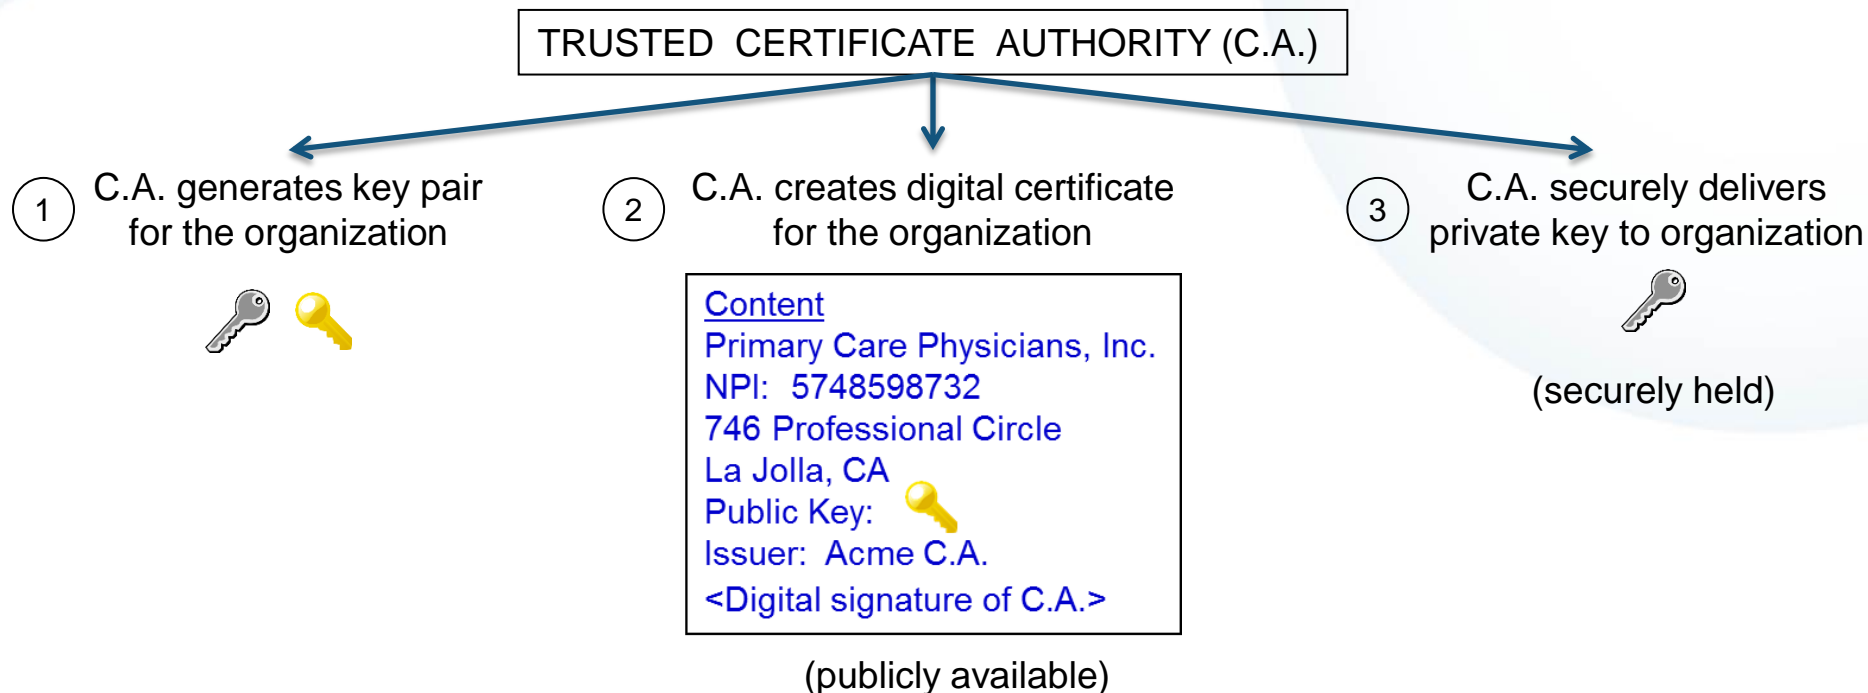 TRUSTED CERTIFICATE AUTHORITY (C.A.)
1
C.A. generates key pair
for the organization
2
C.A. creates digital certificate
for the organization
Content
Primary Care Physicians, Inc.
NPI: 5748598732
746 Professional Circle
La Jolla, CA
Public Key:
Issuer: Acme C.A.
<Digital signature of C.A.>
(publicly available)
3
C.A. securely delivers
private key to organization
(securely held)